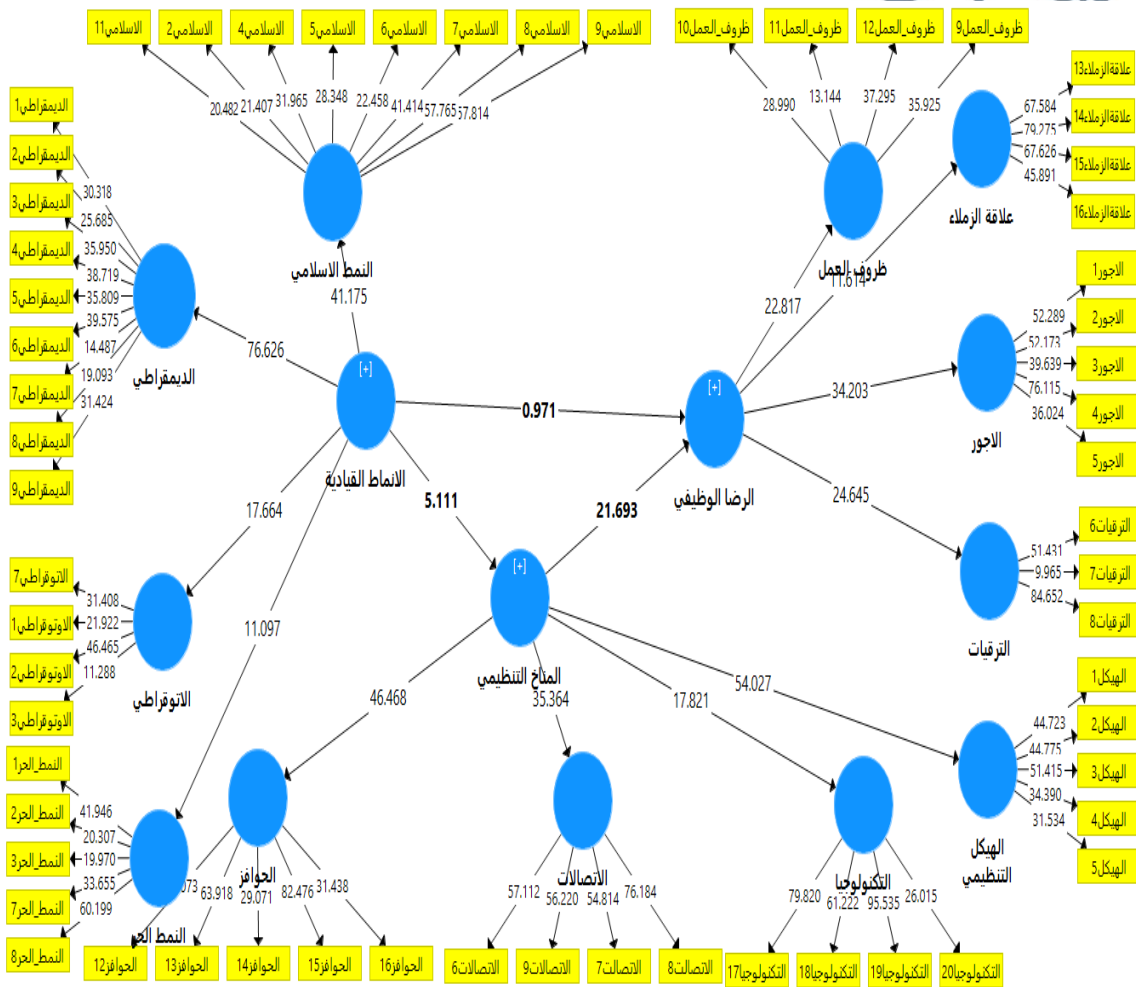 الاسلامي11
الاسلامي2
الاسلامي4
الاسلامي5
الاسلامي6
الاسلامي7
الاسلامي8
الاسلامي9
20.482
21.407
31.965
28.348
22.458
41.414
57.765
57.814
النمط الاسلامي
41.175
ظروف_العمل10
ظروف_العمل11
ظروف_العمل12
ظروف_العمل9
28.990
13.144
37.295
35.925
ظروف العمل
22.817
علاقةالزملاء13
علاقةالزملاء14
علاقةالزملاء15
علاقةالزملاء16
67.584
79.275
67.626
45.891
علاقة الزملاء
11.614
الديمقراطي1
الديمقراطي2
الديمقراطي3
الديمقراطي4
الديمقراطي5
الديمقراطي6
الديمقراطي7
الديمقراطي8
الديمقراطي9
30.318
25.685
35.950
38.719
35.809
39.575
14.487
19.093
31.424
الديمقراطي
76.626
[+]
الانماط القيادية
0.971
[+]
الرضا الوظيفي
34.203
الاجور1
الاجور2
الاجور3
الاجور4
الاجور5
52.289
52.173
39.639
76.115
36.024
الاجور
24.645
الترقيات6
الترقيات7
الترقيات8
51.431
9.965
84.652
الترقيات
17.664
5.111
21.693
11.097
[+]
المناخ التنظيمي
الاتوقراطي7
الاوتوقراطي1
الاوتوقراطي2
الاوتوقراطي3
31.408
21.922
46.465
11.288
الاتوقراطي
46.468
35.364
17.821
54.027
الهيكل1
الهيكل2
الهيكل3
الهيكل4
الهيكل5
44.723
44.775
51.415
34.390
31.534
الهيكل
التنظيمي
النمط_الحر1
النمط_الحر2
النمط_الحر3
النمط_الحر7
النمط_الحر8
41.946
20.307
19.970
33.655
60.199
النمط الحر
الحوافز
63.918
29.071
82.476
31.438
الحوافز12
الحوافز13
الحوافز14
الحوافز15
الحوافز16
الاتصالات
57.112
56.220
54.814
76.184
الاتصالات6
الاتصالات9
الاتصالت7
الاتصالت8
التكنولوجيا
79.820
61.222
95.535
26.015
التكنولوجيا17
التكنولوجيا18
التكنولوجيا19
التكنولوجيا20